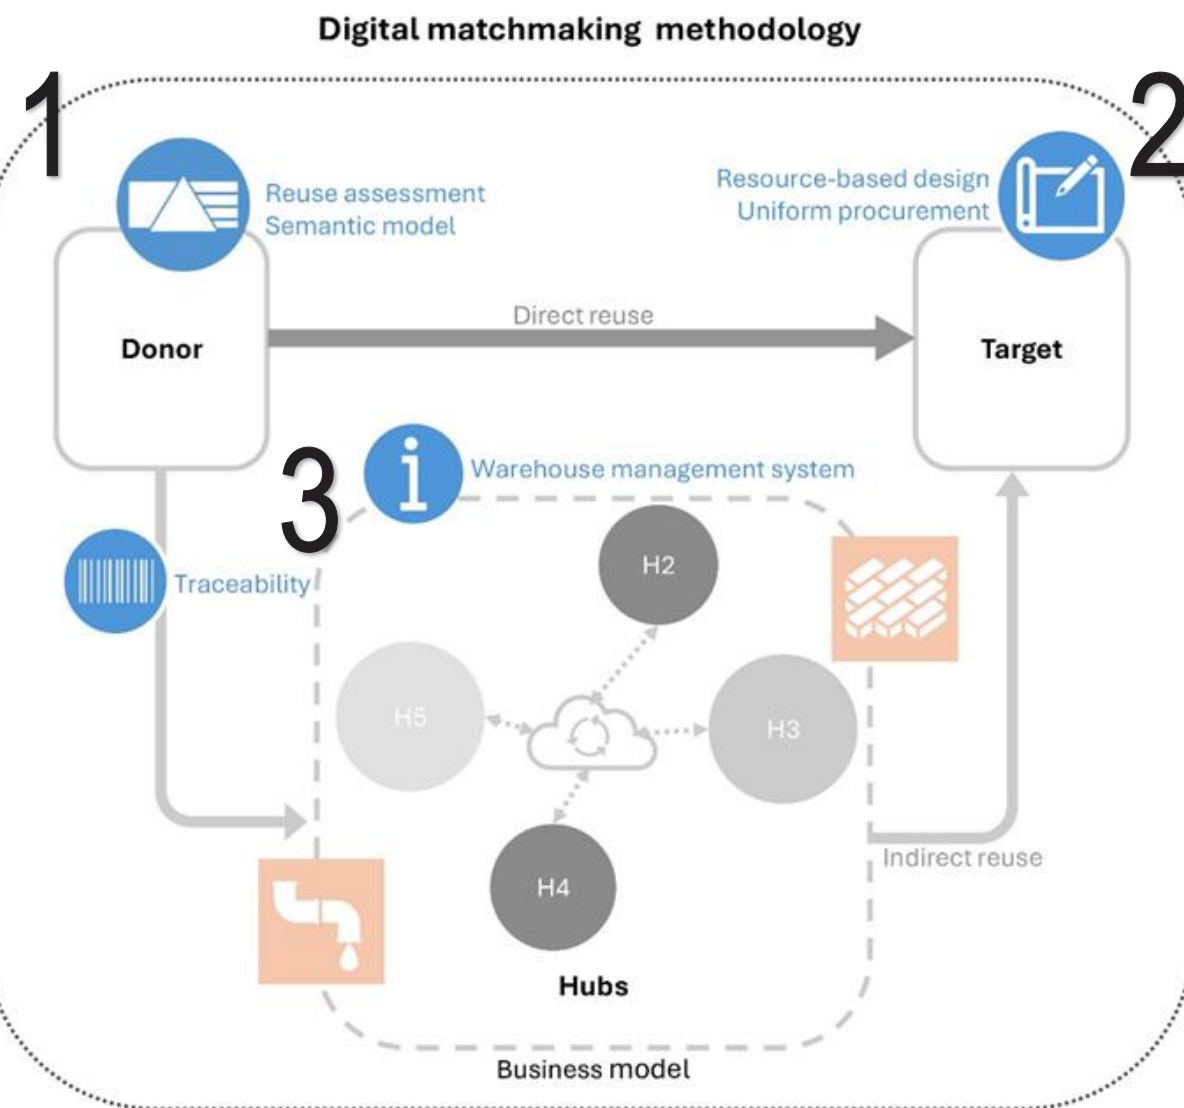 Digital matchmaking methodology
1
2
Reuse assessment
Semantic model
Resource-based design
Uniform procurement
Direct reuse
Donor
Target
3
Warehouse management system
Traceability
H2
H5
H3
H4
Indirect reuse
Hubs
Business model